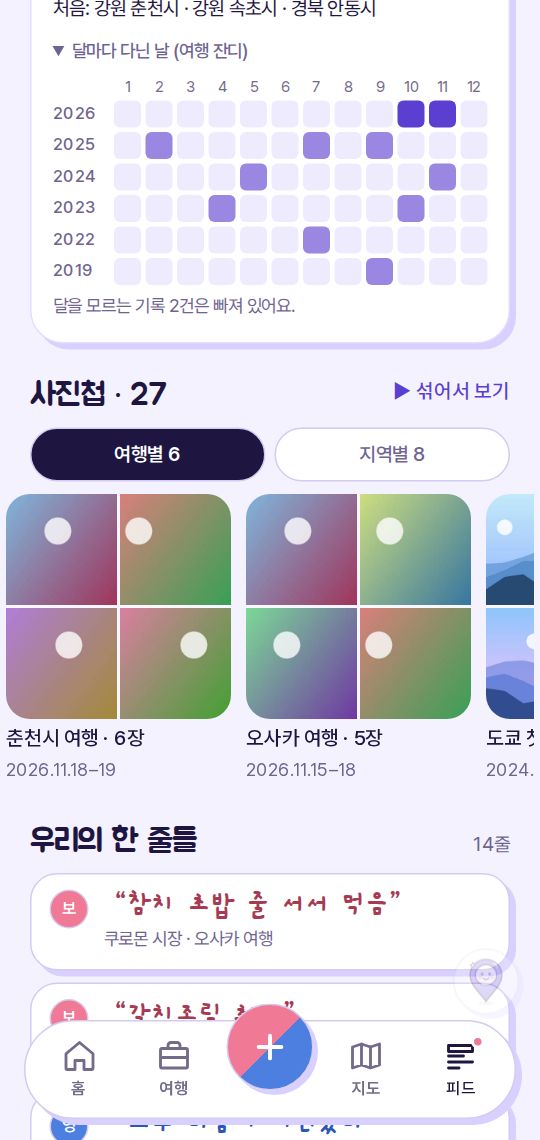 처음: 강원 춘천시 · 강원 속초시 · 경북 안동시
▼ 달마다 다닌 날 (여행 잔디)
1 2 3 4 5 6 7 8 9 10 11 12
2026
2025
2024
2023
2022
2019
달을 모르는 기록 2건은 빠져 있어요.
사진첩 · 27
▶ 섞어서 보기
여행별 6
지역별 8
춘천시 여행 · 6장
오사카 여행 · 5장
도쿄
2026.11.18–19
2026.11.15–18
2024.
우리의 한 줄들
14줄
보
“참치 초밥 줄 서서 먹음”
쿠로몬 시장 · 오사카 여행
보
“갈치조림
홈
여행
+
지도
피드